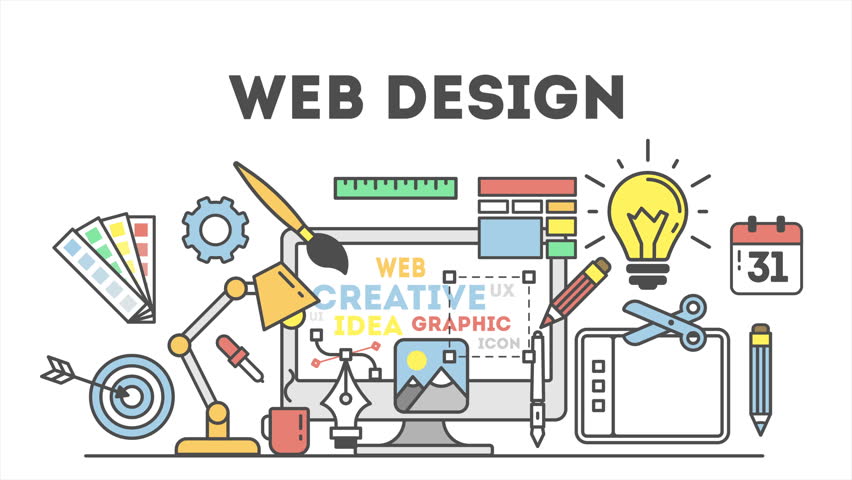 WEB DESIGN
31
WEB
CREATIVE
UX
UI
IDEA
GRAPHIC
ICON